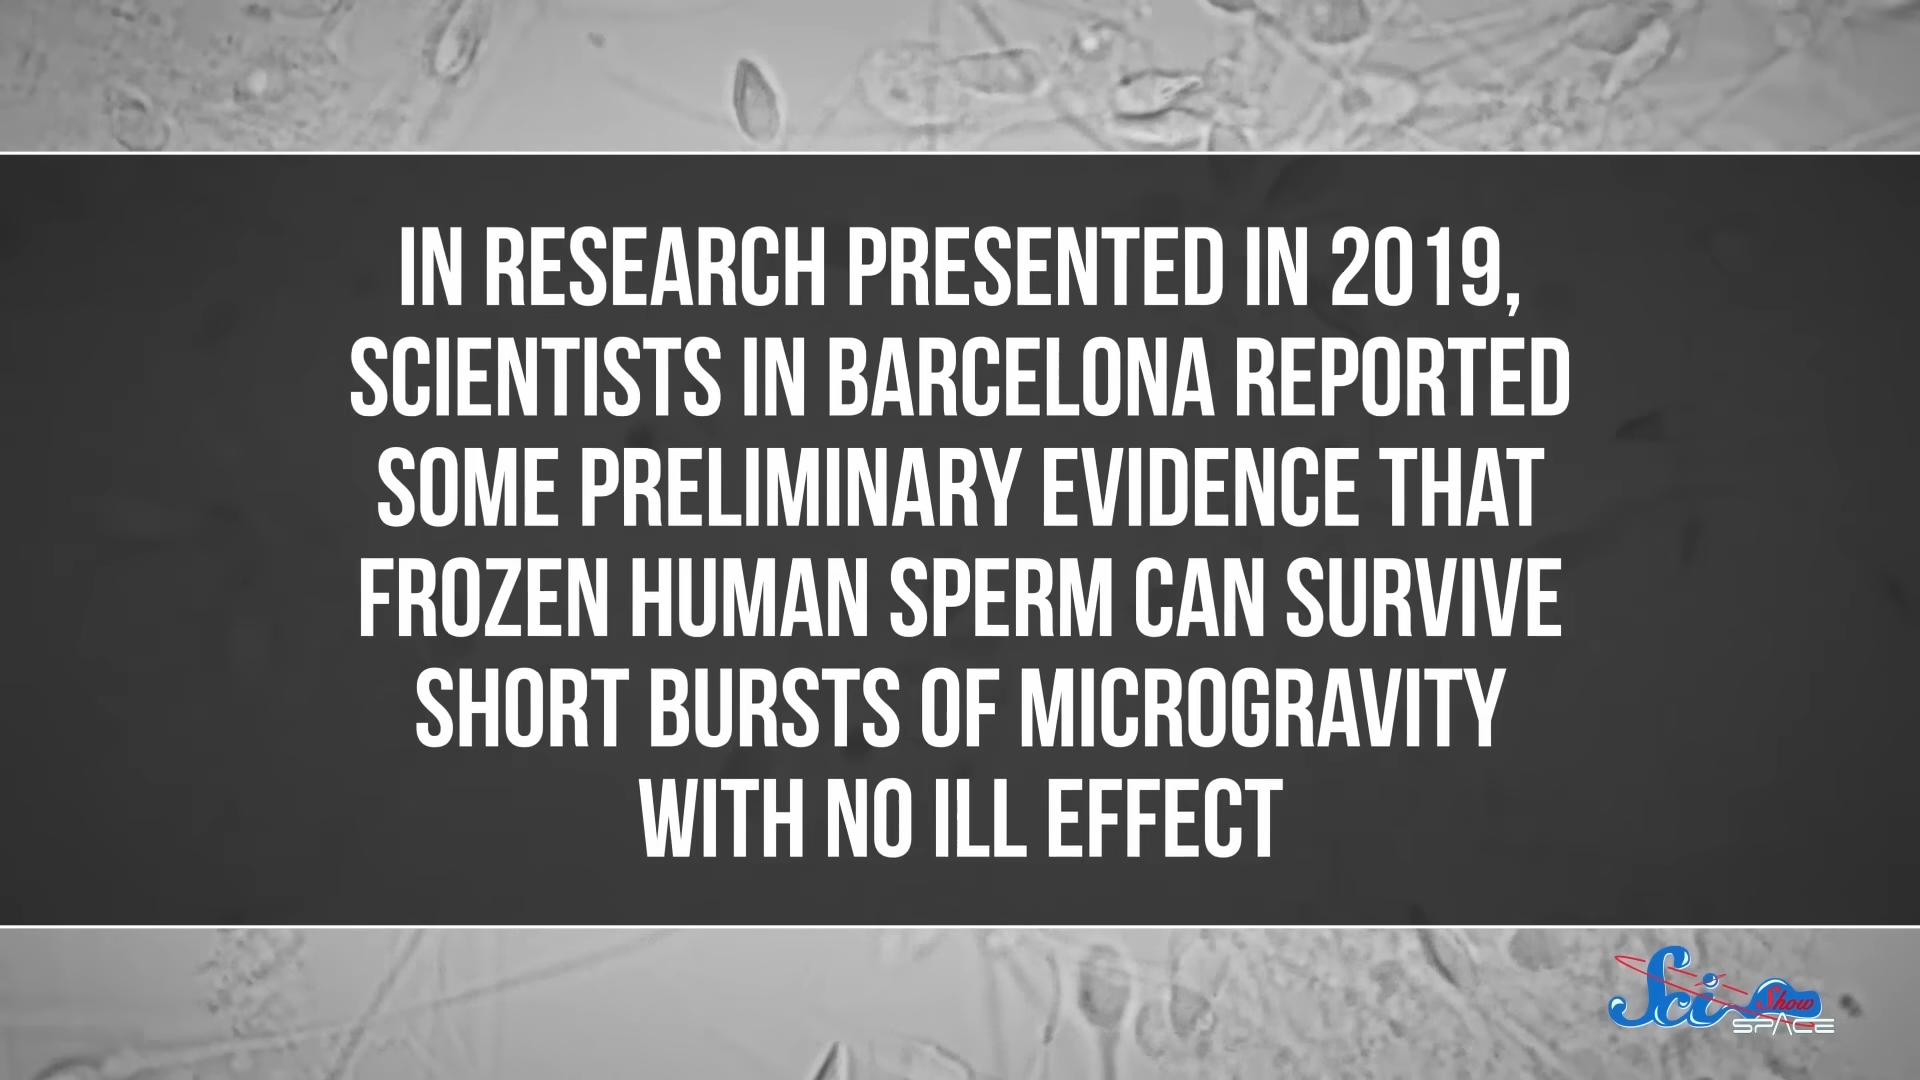 IN RESEARCH PRESENTED IN 2019,
SCIENTISTS IN BARCELONA REPORTED
SOME PRELIMINARY EVIDENCE THAT
FROZEN HUMAN SPERM CAN SURVIVE
SHORT BURSTS OF MICROGRAVITY
WITH NO ILL EFFECT
Sci Show
SPACE